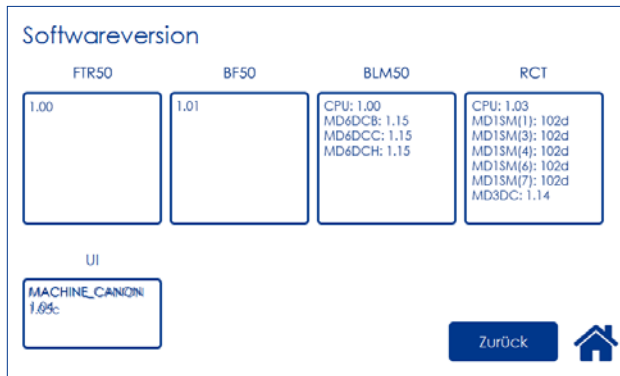 Softwareversion
FTR50
BF50
BLM50
RCT
1.00
1.01
CPU: 1.00
MD6DCB: 1.15
MD6DCC: 1.15
MD6DCH: 1.15
CPU: 1.03
MD1SM(1): 102d
MD1SM(3): 102d
MD1SM(4): 102d
MD1SM(6): 102d
MD1SM(7): 102d
MD3DC: 1.14
UI
MACHINE_CANON
Zurück